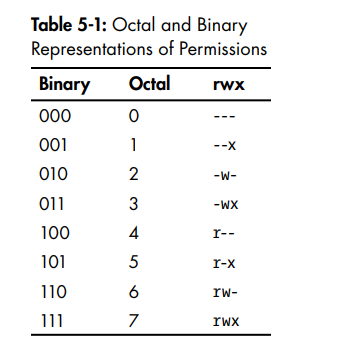 Table 5-1: Octal and Binary
Representations of Permissions
Binary Octal rwx
000 0 ---
001 1 --x
010 2 -w-
011 3 -wx
100 4 r--
101 5 r-x
110 6 rw-
111 7 rwx